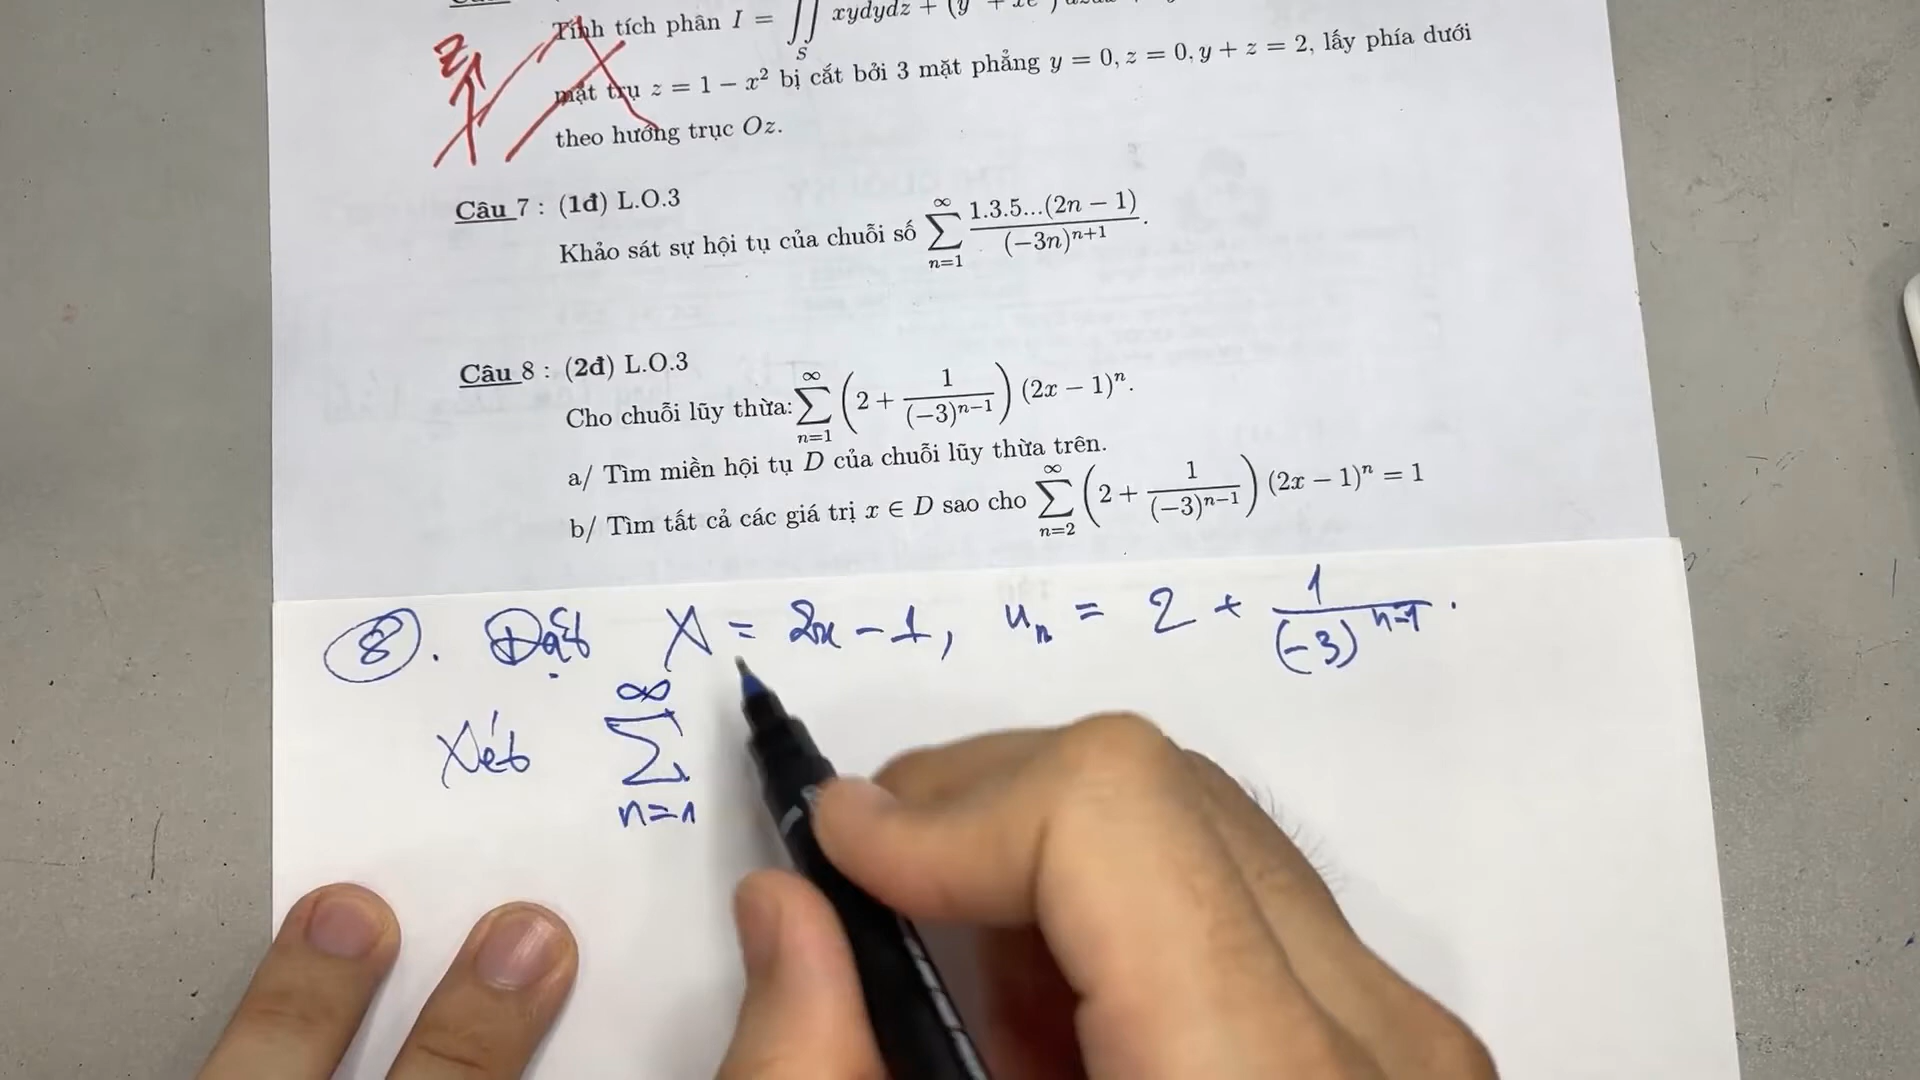 Tính tích phân I = ∬_S xydydz + (y
mặt trụ z = 1 − x² bị cắt bởi 3 mặt phẳng y = 0, z = 0, y + z = 2, lấy phía dưới
theo hướng trục Oz.
z
Câu 7 : (1đ) L.O.3
Khảo sát sự hội tụ của chuỗi số ∑_{n=1}^{∞} \frac{1.3.5...(2n − 1)}{(−3n)^{n+1}}.
Câu 8 : (2đ) L.O.3
Cho chuỗi lũy thừa: ∑_{n=1}^{∞} (2 + \frac{1}{(−3)^{n−1}}) (2x − 1)^n.
a/ Tìm miền hội tụ D của chuỗi lũy thừa trên.
b/ Tìm tất cả các giá trị x ∈ D sao cho ∑_{n=2}^{∞} (2 + \frac{1}{(−3)^{n−1}}) (2x − 1)^n = 1
8. Đặt X = 2x − 1, u_n = 2 + \frac{1}{(−3)^{n−1}}.
Xét ∑_{n=1}^{∞}